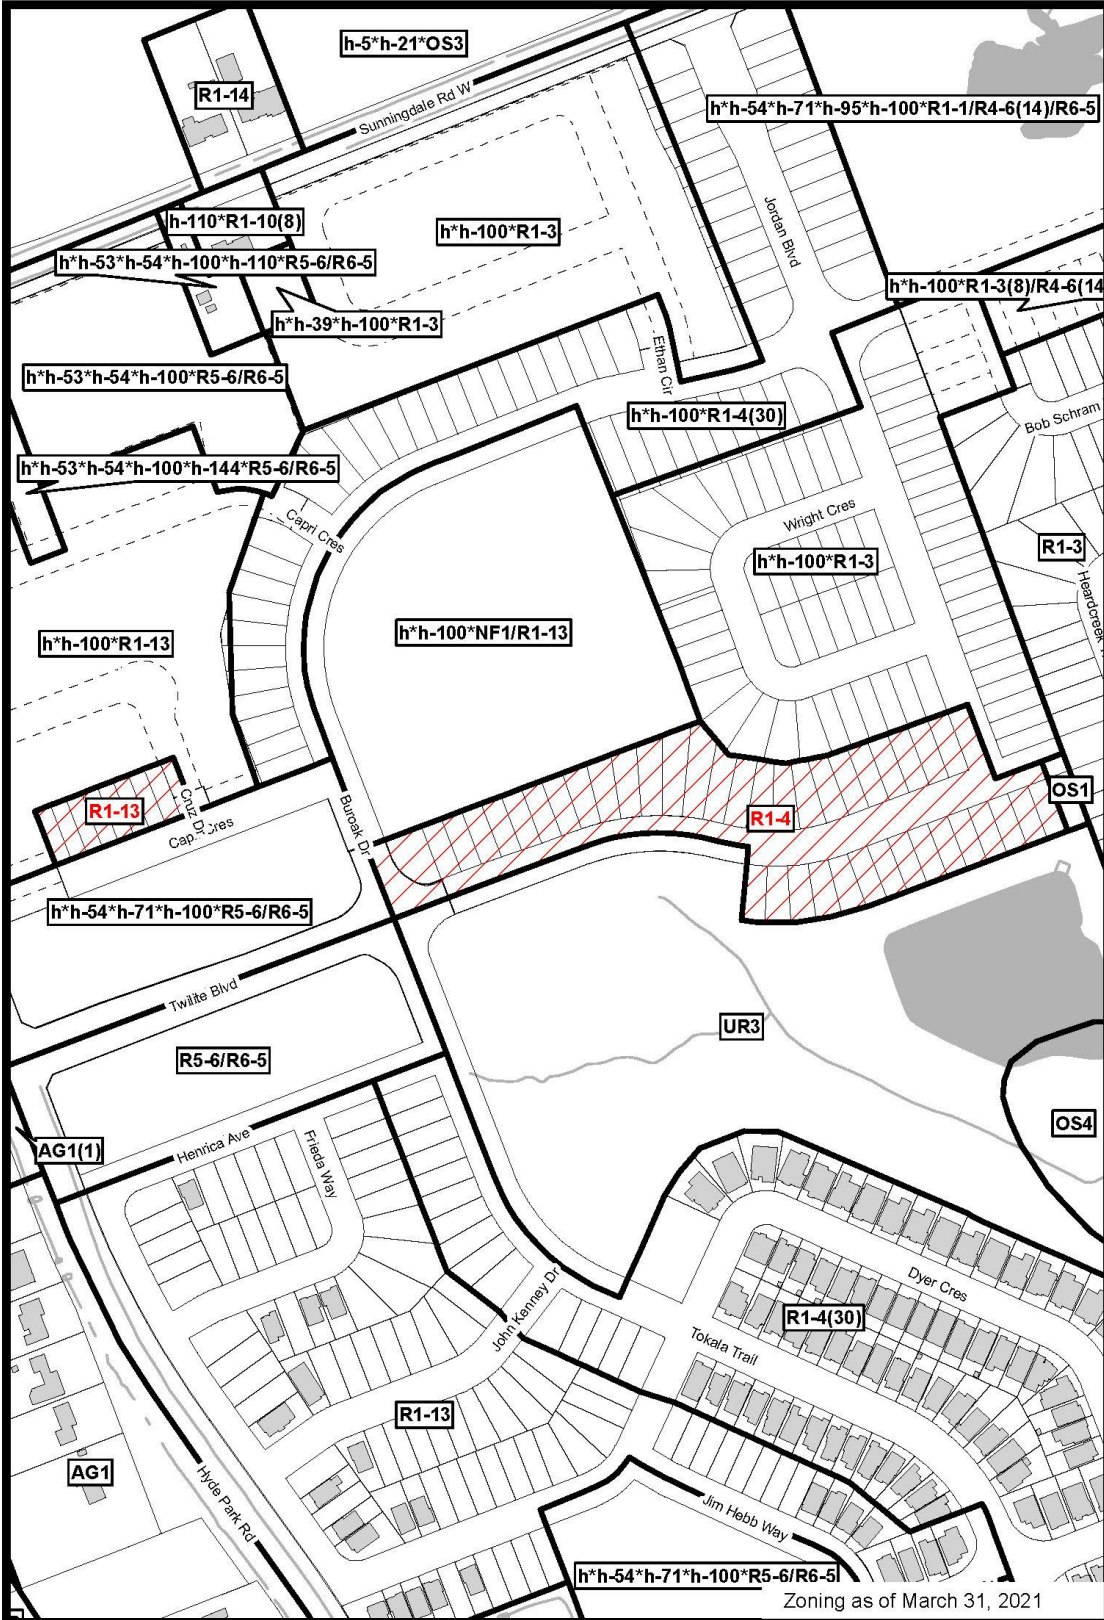 h-5*h-21*OS3
R1-14
Sunningdale Rd W
h*h-54*h-71*h-95*h-100*R1-1/R4-6(14)/R6-5
h-110*R1-10(8)
h*h-100*R1-3
Jordan Blvd
h*h-53*h-54*h-100*h-110*R5-6/R6-5
h*h-100*R1-3(8)/R4-6(14
h*h-39*h-100*R1-3
Ethan Cir
h*h-53*h-54*h-100*R5-6/R6-5
h*h-100*R1-4(30)
Bob Schram
h*h-53*h-54*h-100*h-144*R5-6/R6-5
Capri Cres
Wright Cres
R1-3
h*h-100*R1-3
Heardcreek
h*h-100*NF1/R1-13
h*h-100*R1-13
OS1
R1-13
Cruz Dr
Buroak Dr
R1-4
Capri Cres
h*h-54*h-71*h-100*R5-6/R6-5
Twilite Blvd
UR3
R5-6/R6-5
OS4
AG1(1)
Henrica Ave
Frieda Way
Dyer Cres
John Kenney Dr
R1-4(30)
Tokala Trail
R1-13
AG1
Hyde Park Rd
Jim Hebb Way
h*h-54*h-71*h-100*R5-6/R6-5
Zoning as of March 31, 2021